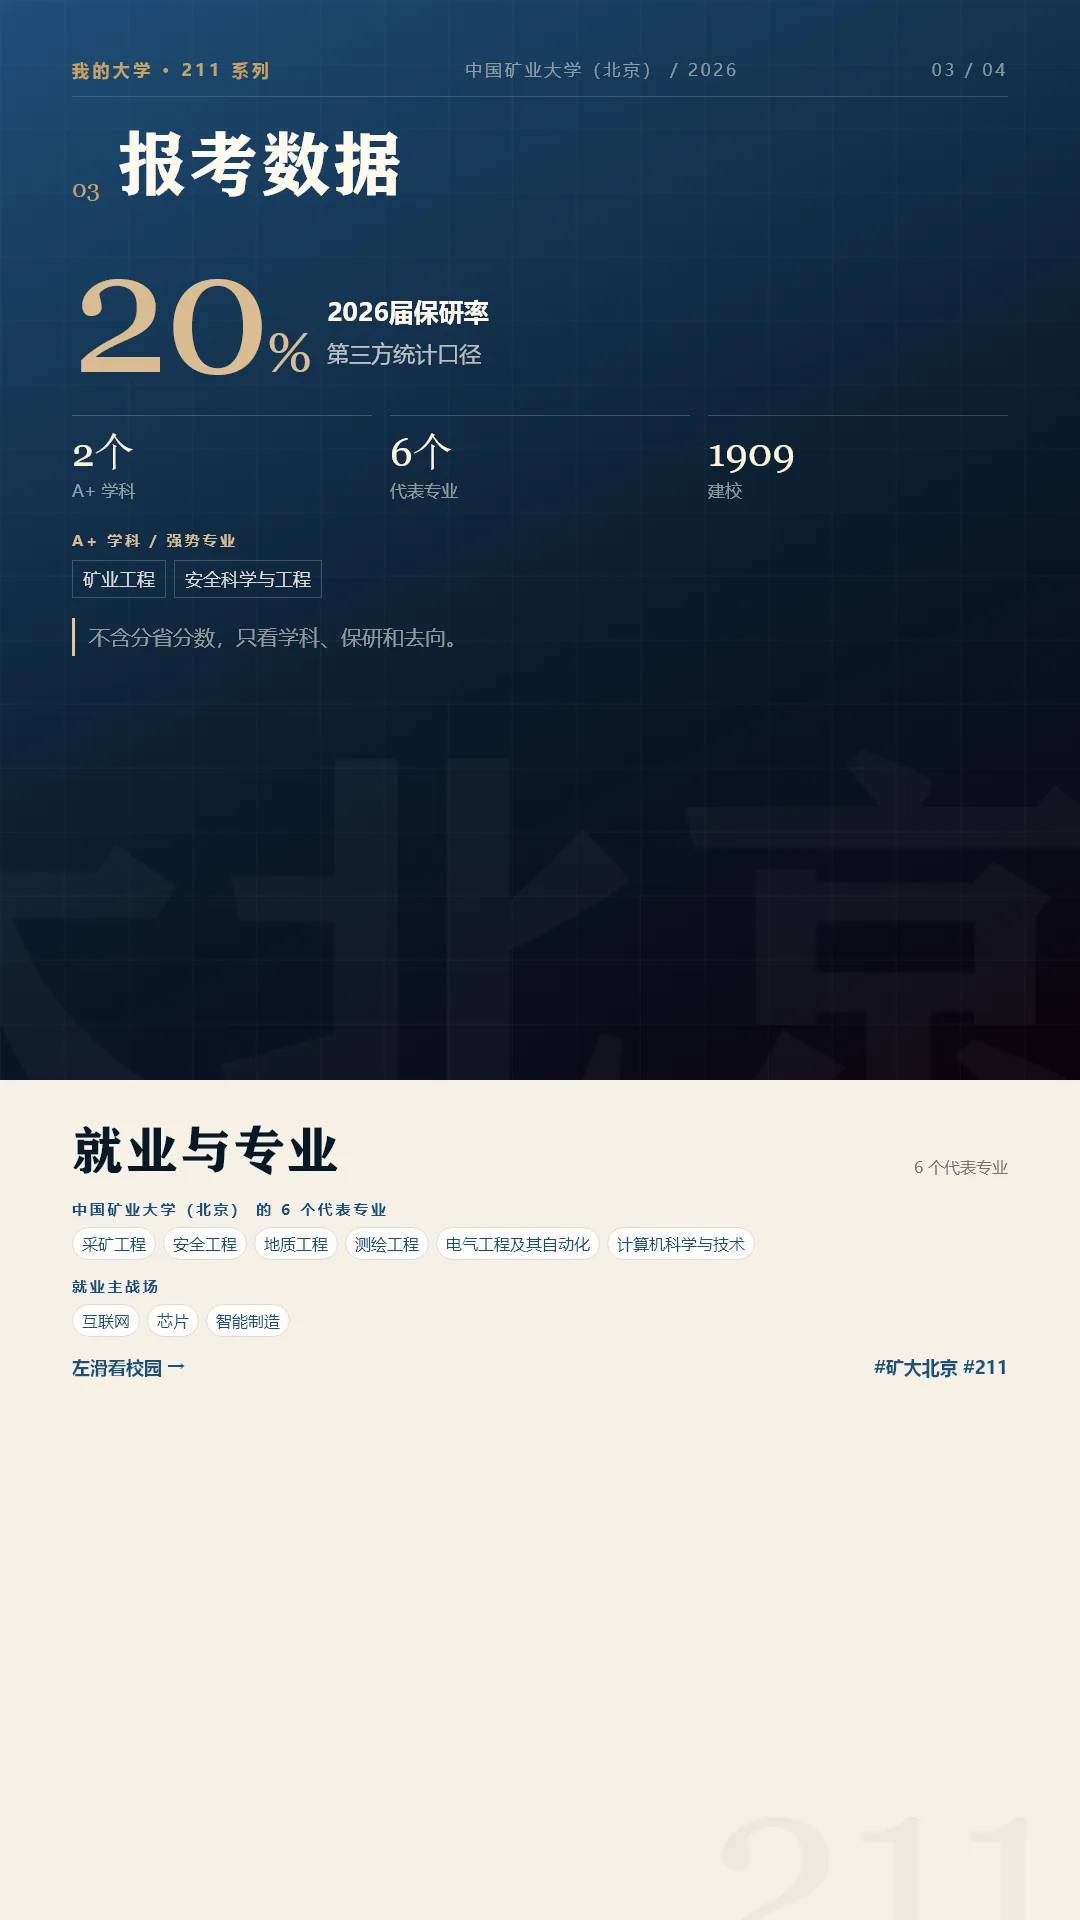 我的大学 • 211 系列
中国矿业大学（北京） / 2026
03 / 04
03 报考数据
20%
2026届保研率
第三方统计口径
2个
A+ 学科
6个
代表专业
1909
建校
A+ 学科 / 强势专业
矿业工程
安全科学与工程
不含分省分数，只看学科、保研和去向。
大北京
就业与专业
6 个代表专业
中国矿业大学（北京） 的 6 个代表专业
采矿工程
安全工程
地质工程
测绘工程
电气工程及其自动化
计算机科学与技术
就业主战场
互联网
芯片
智能制造
左滑看校园 →
#矿大北京 #211
211